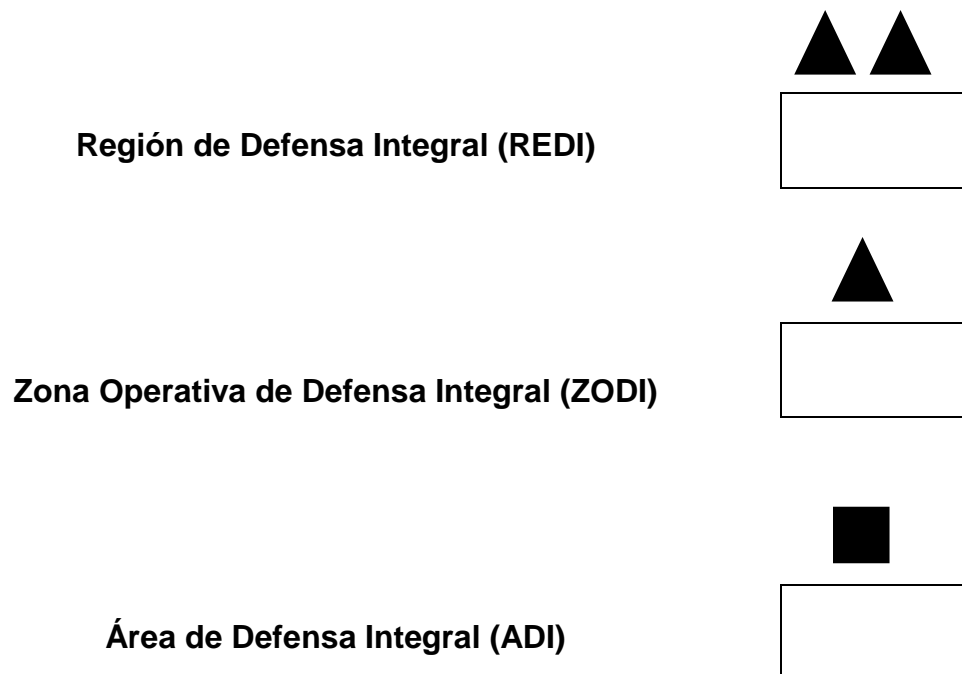 Región de Defensa Integral (REDI)
Zona Operativa de Defensa Integral (ZODI)
Área de Defensa Integral (ADI)